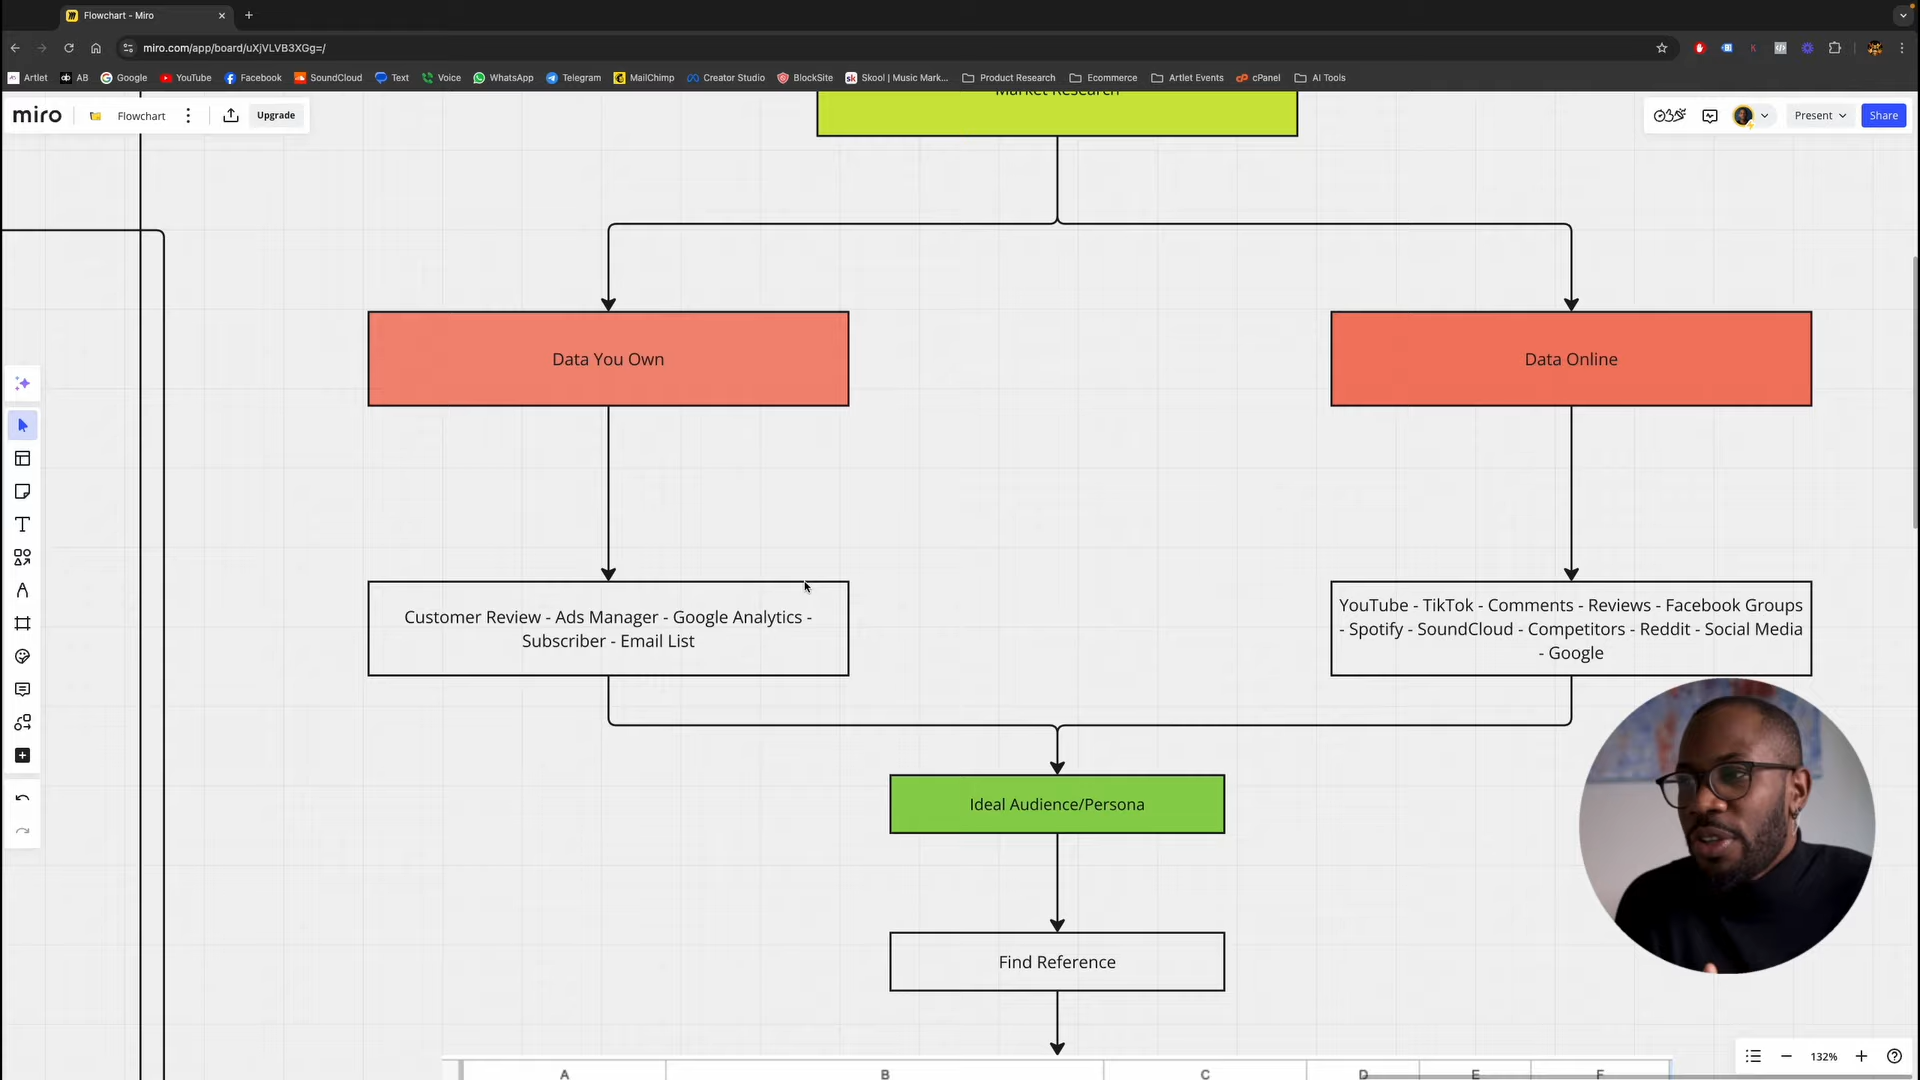 Flowchart - Miro
miro.com/app/board/uXjVLVB3XGg=/
Artlet
AB
Google
YouTube
Facebook
SoundCloud
Text
Voice
WhatsApp
Telegram
MailChimp
Creator Studio
BlockSite
Skool | Music Mark...
Product Research
Ecommerce
Artlet Events
cPanel
AI Tools
miro
Flowchart
Upgrade
Present
Share
Market Research
Data You Own
Data Online
Customer Review - Ads Manager - Google Analytics -
Subscriber - Email List
YouTube - TikTok - Comments - Reviews - Facebook Groups
- Spotify - SoundCloud - Competitors - Reddit - Social Media
- Google
Ideal Audience/Persona
Find Reference
A B C D E F
132%